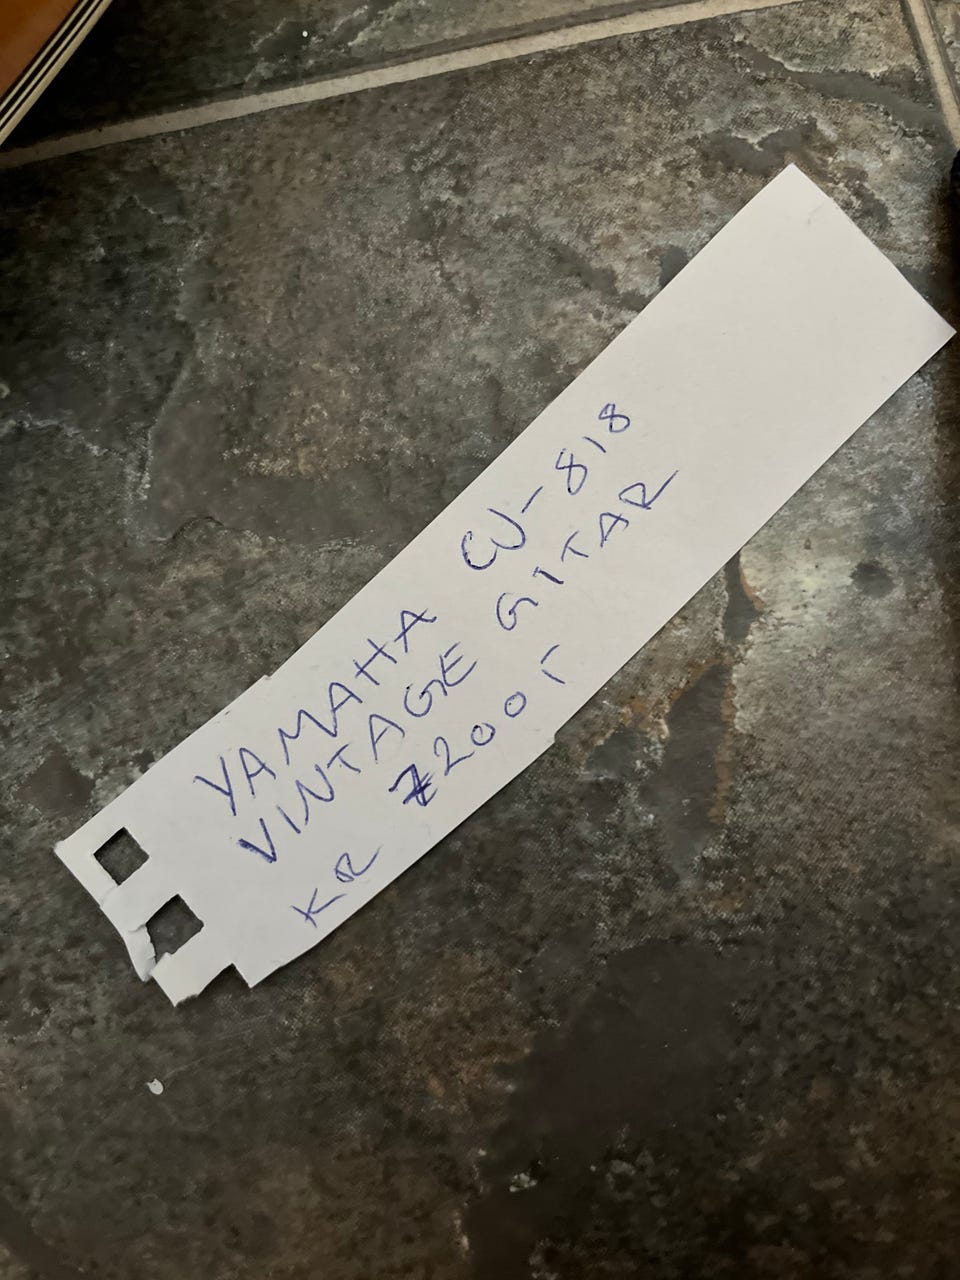 YAMAHA CJ-818
VINTAGE GITAR
KR 7200